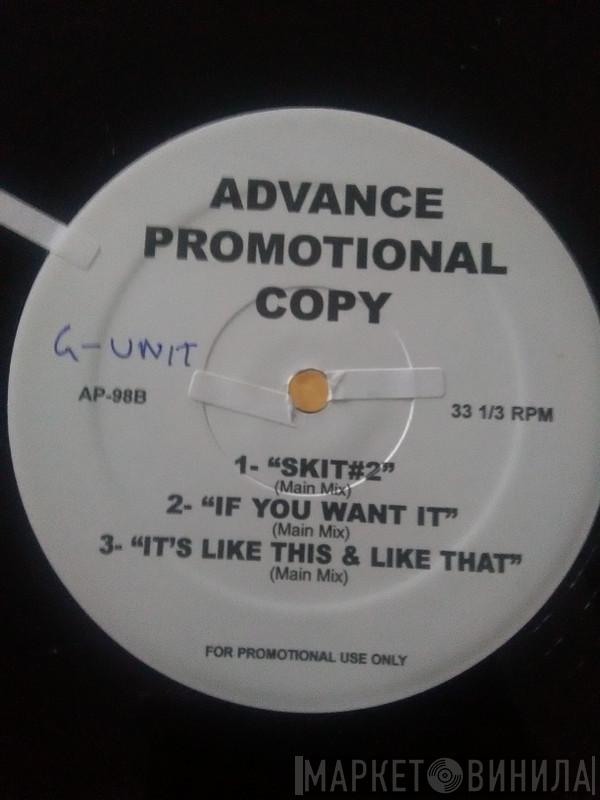 ADVANCE
PROMOTIONAL
COPY
G-UNIT
AP-98B
33 1/3 RPM
1- “SKIT#2”
(Main Mix)
2- “IF YOU WANT IT”
(Main Mix)
3- “IT’S LIKE THIS & LIKE THAT”
(Main Mix)
FOR PROMOTIONAL USE ONLY
МАРКЕТ ВИНИЛА